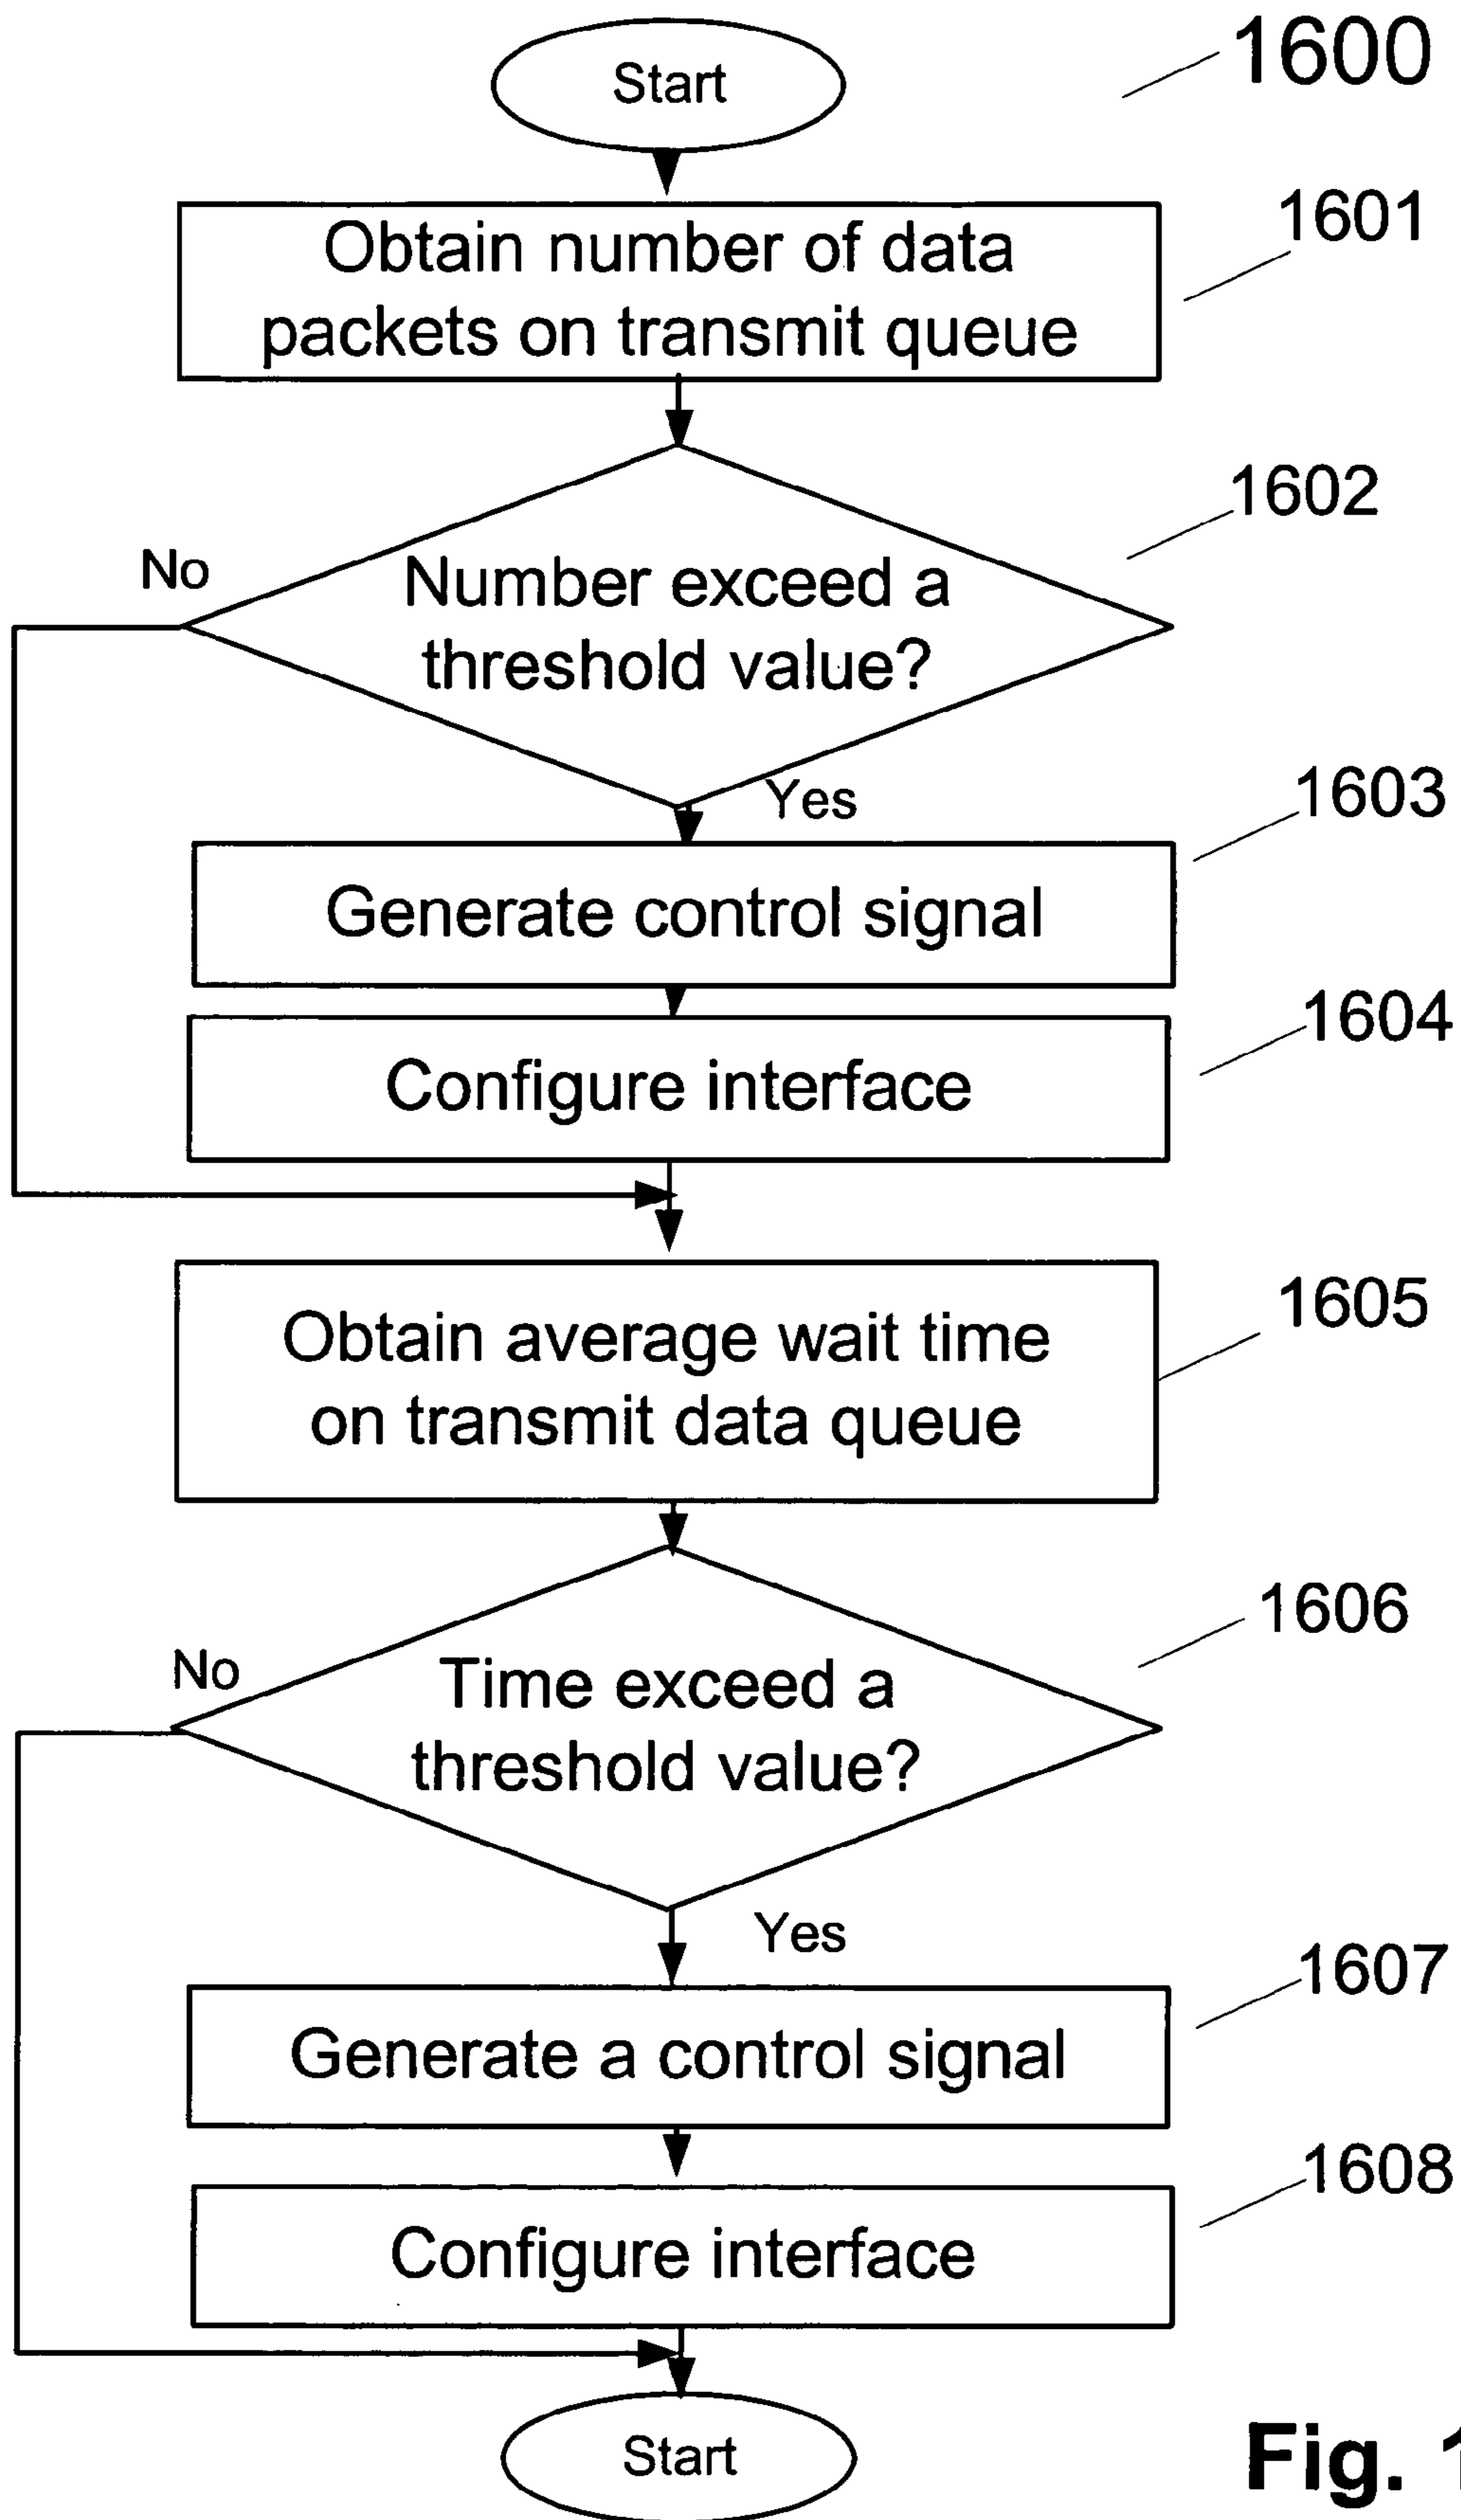 Start
1600
1601
Obtain number of data
packets on transmit queue
1602
No
Number exceed a
threshold value?
Yes
1603
Generate control signal
1604
Configure interface
1605
Obtain average wait time
on transmit data queue
1606
No
Time exceed a
threshold value?
Yes
1607
Generate a control signal
1608
Configure interface
Start
Fig.